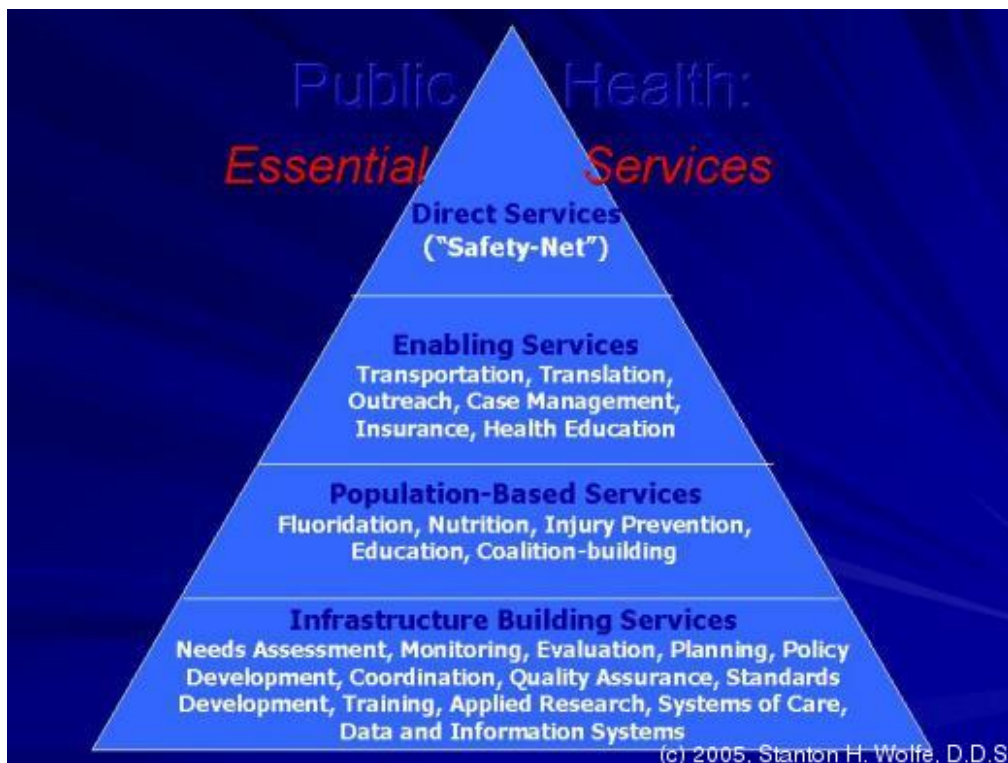 Public Health:
Essential Services
Direct Services
("Safety-Net")
Enabling Services
Transportation, Translation,
Outreach, Case Management,
Insurance, Health Education
Population-Based Services
Fluoridation, Nutrition, Injury Prevention,
Education, Coalition-building
Infrastructure Building Services
Needs Assessment, Monitoring, Evaluation, Planning, Policy
Development, Coordination, Quality Assurance, Standards
Development, Training, Applied Research, Systems of Care,
Data and Information Systems
(c) 2005, Stanton H. Wolfe, D.D.S